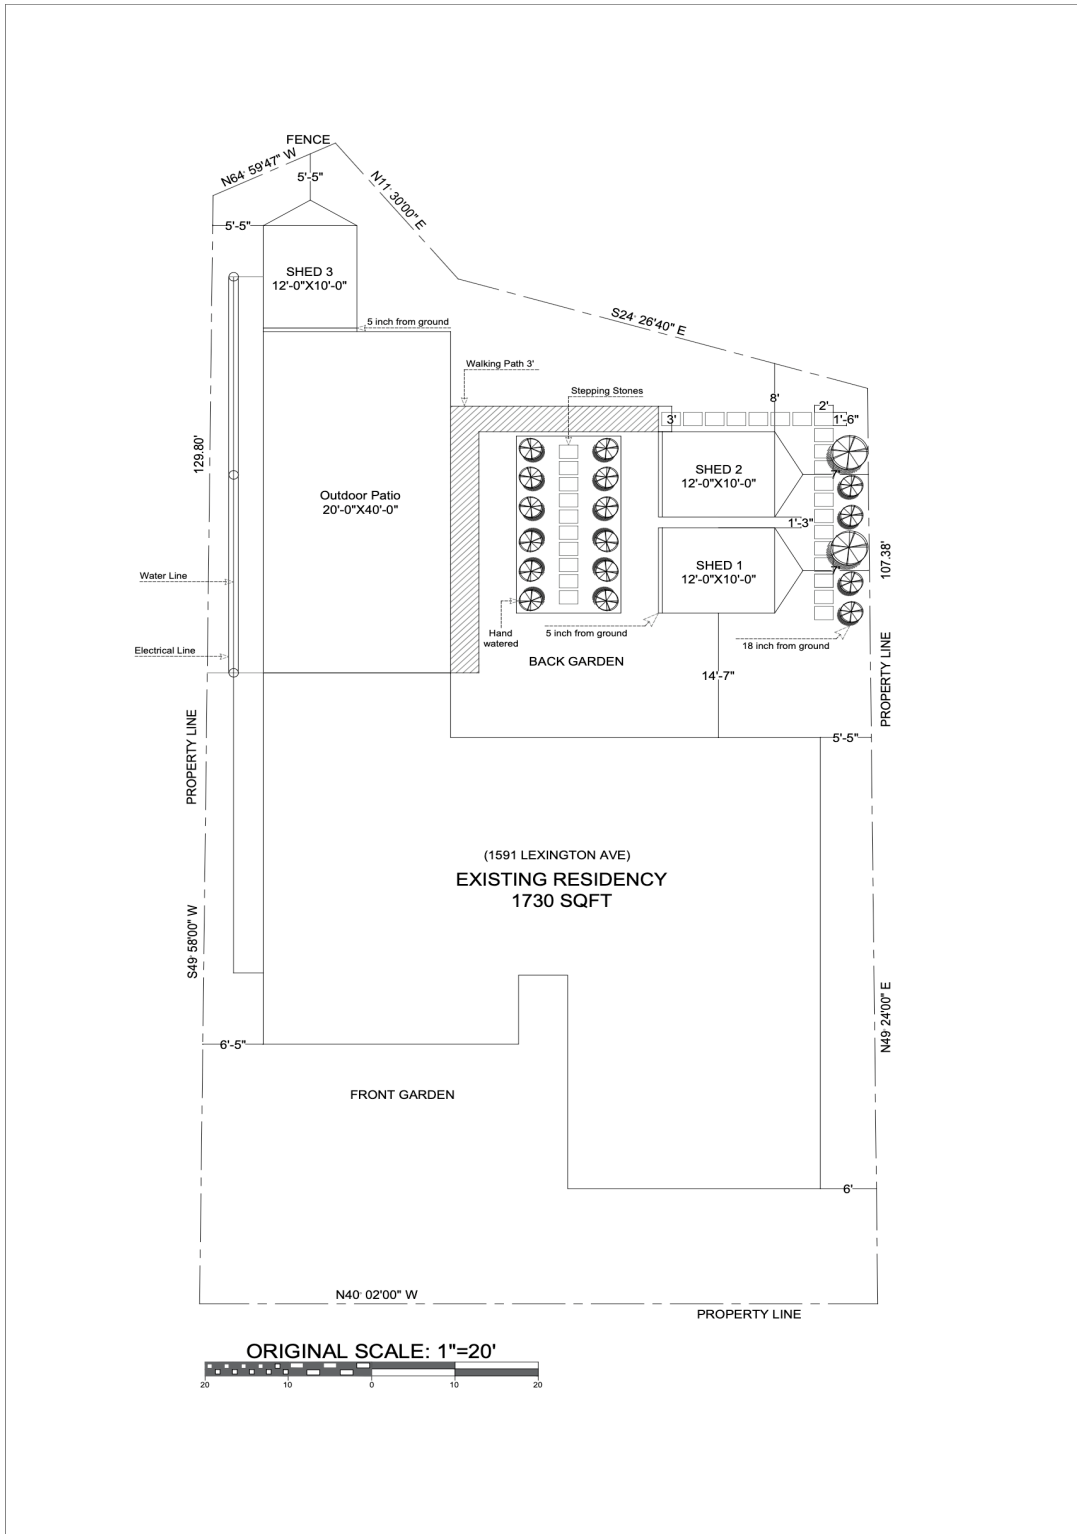 FENCE
N64° 59'47" W
5'-5"
N11° 30'00" E
5'-5"
SHED 3
12'-0"X10'-0"
5 inch from ground
S24° 26'40" E
Walking Path 3'
Stepping Stones
8'
2'
3'
1'-6"
129.80'
SHED 2
12'-0"X10'-0"
7'
Outdoor Patio
20'-0"X40'-0"
1'-3"
SHED 1
12'-0"X10'-0"
7'
107.38'
Water Line
Hand
watered
5 inch from ground
18 inch from ground
Electrical Line
BACK GARDEN
14'-7"
PROPERTY LINE
PROPERTY LINE
5'-5"
(1591 LEXINGTON AVE)
EXISTING RESIDENCY
1730 SQFT
S49° 58'00" W
N49° 24'00" E
6'-5"
FRONT GARDEN
6'
N40° 02'00" W
PROPERTY LINE
ORIGINAL SCALE: 1"=20'
20 10 0 10 20